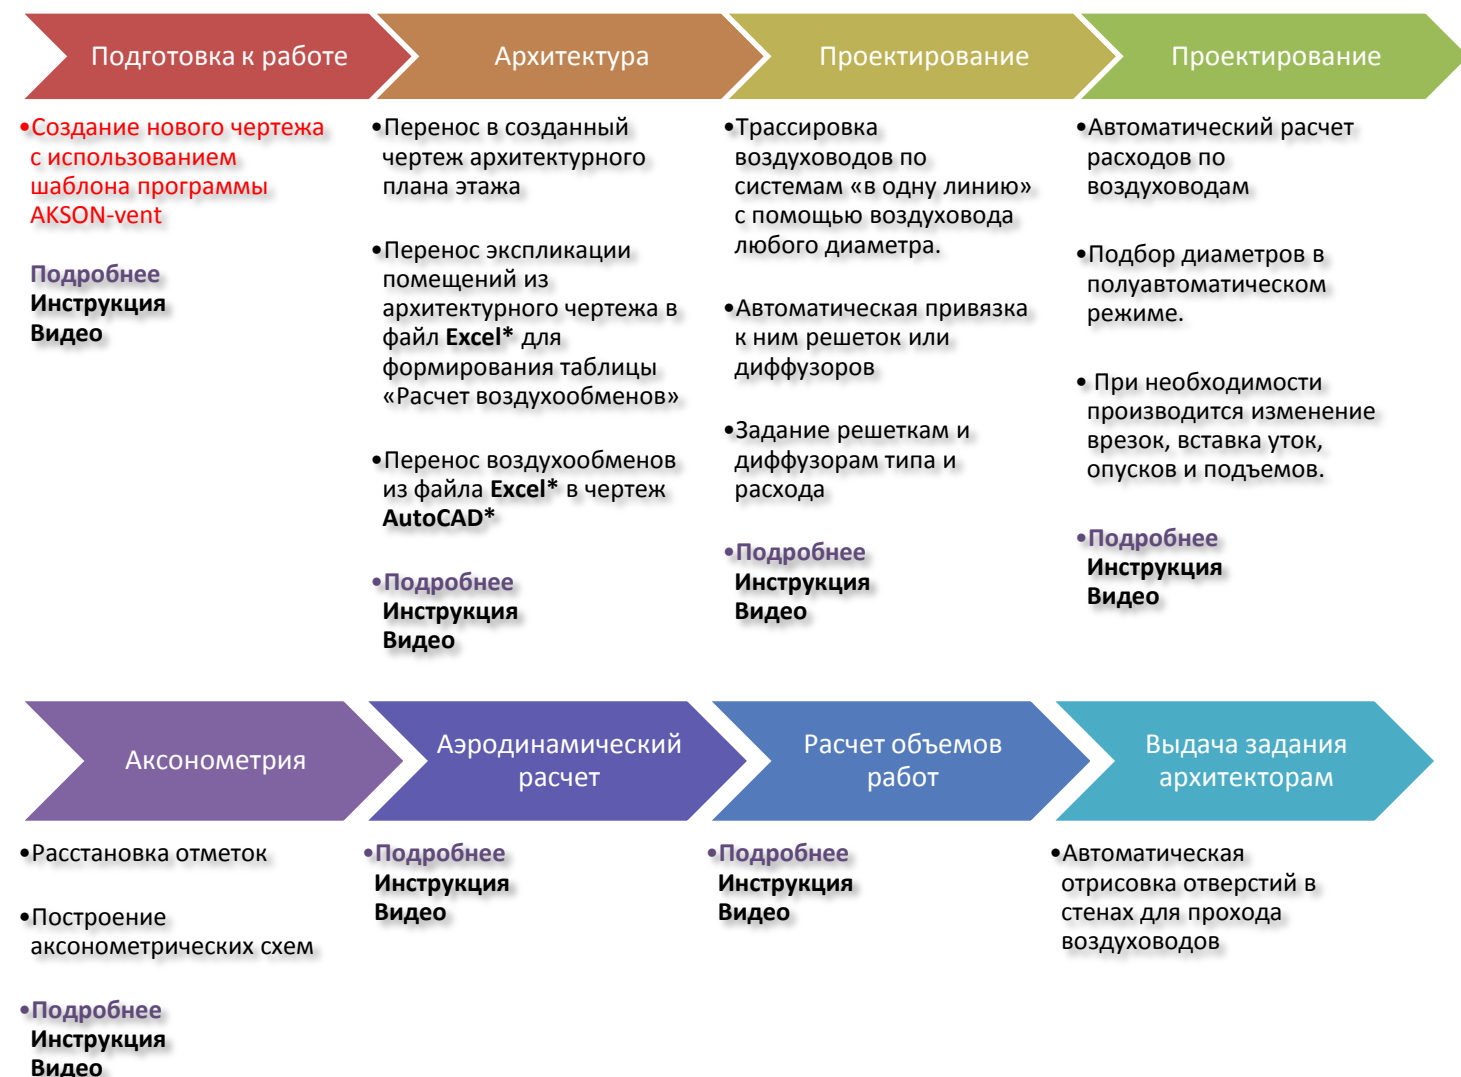 Подготовка к работе
Архитектура
Проектирование
Проектирование
•Создание нового чертежа
с использованием
шаблона программы
AKSON-vent
Подробнее
Инструкция
Видео
•Перенос в созданный
чертеж архитектурного
плана этажа
•Перенос экспликации
помещений из
архитектурного чертежа в
файл Excel* для
формирования таблицы
«Расчет воздухообменов»
•Перенос воздухообменов
из файла Excel* в чертеж
AutoCAD*
•Подробнее
Инструкция
Видео
•Трассировка
воздуховодов по
системам «в одну линию»
с помощью воздуховода
любого диаметра.
•Автоматическая привязка
к ним решеток или
диффузоров
•Задание решеткам и
диффузорам типа и
расхода
•Подробнее
Инструкция
Видео
•Автоматический расчет
расходов по
воздуховодам
•Подбор диаметров в
полуавтоматическом
режиме.
• При необходимости
производится изменение
врезок, вставка уток,
опусков и подъемов.
•Подробнее
Инструкция
Видео
Аксонометрия
Аэродинамический
расчет
Расчет объемов
работ
Выдача задания
архитекторам
•Расстановка отметок
•Построение
аксонометрических схем
•Подробнее
Инструкция
Видео
•Подробнее
Инструкция
Видео
•Подробнее
Инструкция
Видео
•Автоматическая
отрисовка отверстий в
стенах для прохода
воздуховодов